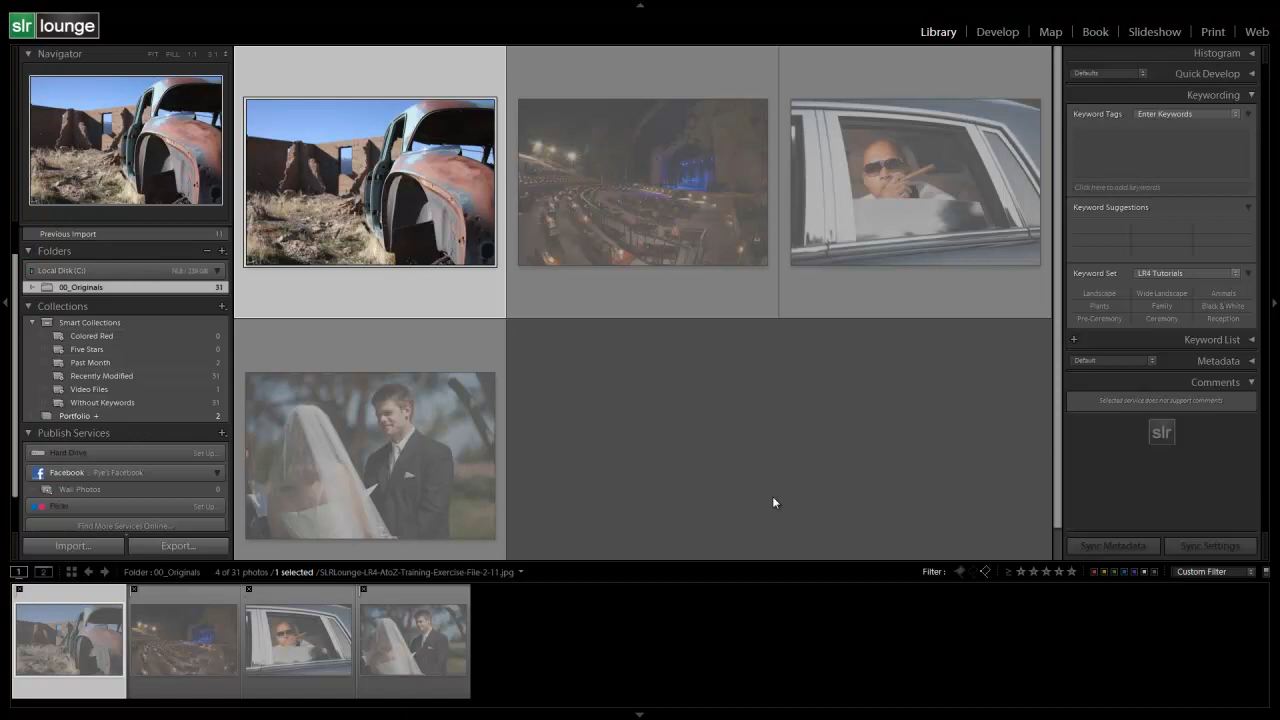 slr lounge
Library | Develop | Map | Book | Slideshow | Print | Web
Navigator FIT FILL 1:1 3:1
Previous Import 11
Folders
Local Disk (C:)
00_Originals 31
Collections
Smart Collections
Colored Red 0
Five Stars 0
Past Month 2
Recently Modified 31
Video Files 1
Without Keywords 31
Portfolio + 2
Publish Services
Hard Drive Set Up...
Facebook Pye's Facebook
Wall Photos 0
Flickr Set Up...
Find More Services Online...
Import... Export...
Histogram
Defaults Quick Develop
Keywording
Keyword Tags Enter Keywords
Click here to add keywords
Keyword Suggestions
Keyword Set LR4 Tutorials
Landscape Wide Landscape Animals
Plants Family Black & White
Pre-Ceremony Ceremony Reception
+ Keyword List
Default Metadata
Comments
Selected service does not support comments
slr
Sync Metadata Sync Settings
1 2 Folder : 00_Originals 4 of 31 photos /1 selected /SLRLounge-LR4-AtoZ-Training-Exercise-File-2-11.jpg Filter : Custom Filter